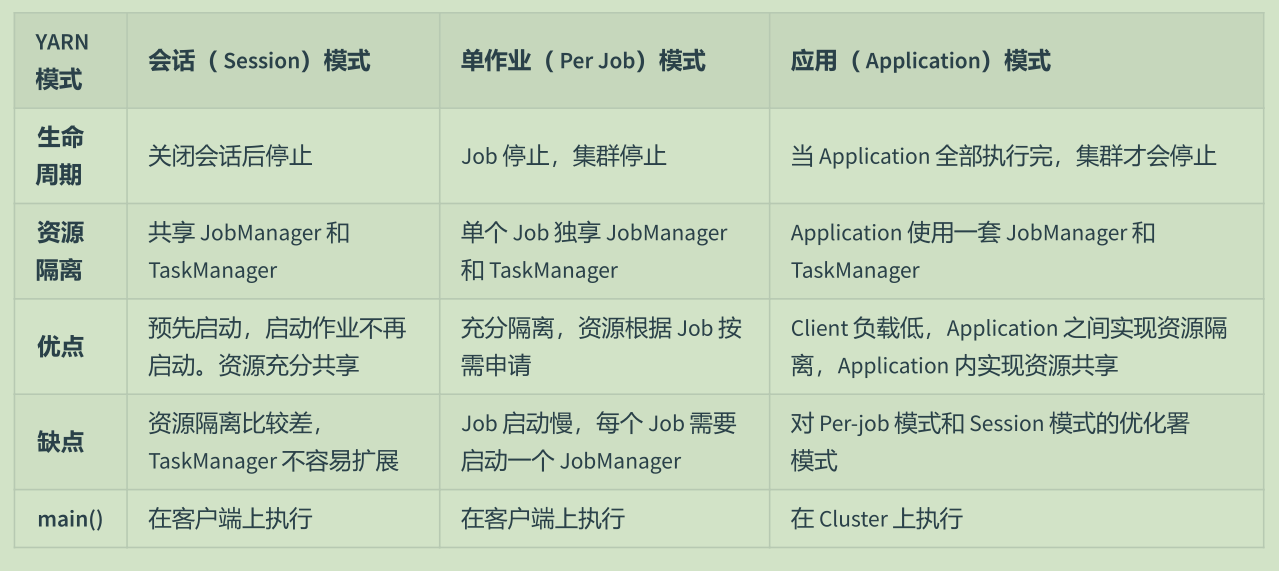 YARN
模式
会话（ Session）模式
单作业（ Per Job）模式
应用（ Application）模式
生命
周期
关闭会话后停止
Job 停止，集群停止
当 Application 全部执行完，集群才会停止
资源
隔离
共享 JobManager 和
TaskManager
单个 Job 独享 JobManager
和 TaskManager
Application 使用一套 JobManager 和
TaskManager
优点
预先启动，启动作业不再
启动。资源充分共享
充分隔离，资源根据 Job 按
需申请
Client 负载低，Application 之间实现资源隔
离，Application 内实现资源共享
缺点
资源隔离比较差，
TaskManager 不容易扩展
Job 启动慢，每个 Job 需要
启动一个 JobManager
对 Per-job 模式和 Session 模式的优化署
模式
main()
在客户端上执行
在客户端上执行
在 Cluster 上执行